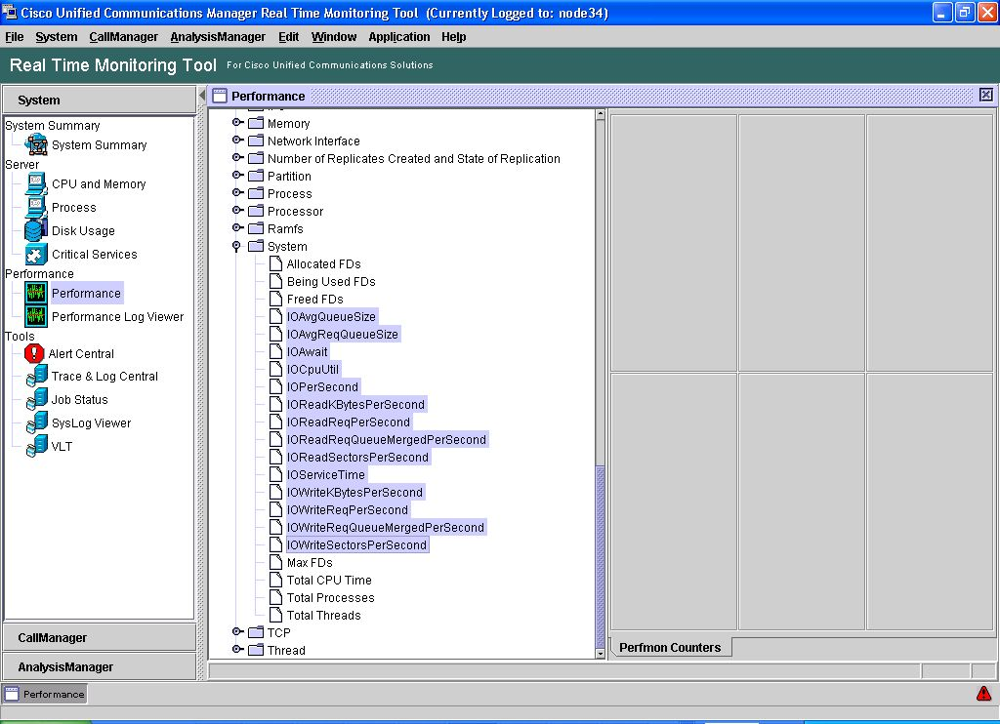 Cisco Unified Communications Manager Real Time Monitoring Tool (Currently Logged to: node34)
File System CallManager AnalysisManager Edit Window Application Help
Real Time Monitoring Tool For Cisco Unified Communications Solutions
System
System Summary
System Summary
Server
CPU and Memory
Process
Disk Usage
Critical Services
Performance
Performance
Performance Log Viewer
Tools
Alert Central
Trace & Log Central
Job Status
SysLog Viewer
VLT
CallManager
AnalysisManager
Performance
Memory
Network Interface
Number of Replicates Created and State of Replication
Partition
Process
Processor
Ramfs
System
Allocated FDs
Being Used FDs
Freed FDs
IOAvgQueueSize
IOAvgReqQueueSize
IOAwait
IOCpuUtil
IOPerSecond
IOReadKBytesPerSecond
IOReadReqPerSecond
IOReadReqQueueMergedPerSecond
IOReadSectorsPerSecond
IOServiceTime
IOWriteKBytesPerSecond
IOWriteReqPerSecond
IOWriteReqQueueMergedPerSecond
IOWriteSectorsPerSecond
Max FDs
Total CPU Time
Total Processes
Total Threads
TCP
Thread
Perfmon Counters
Performance